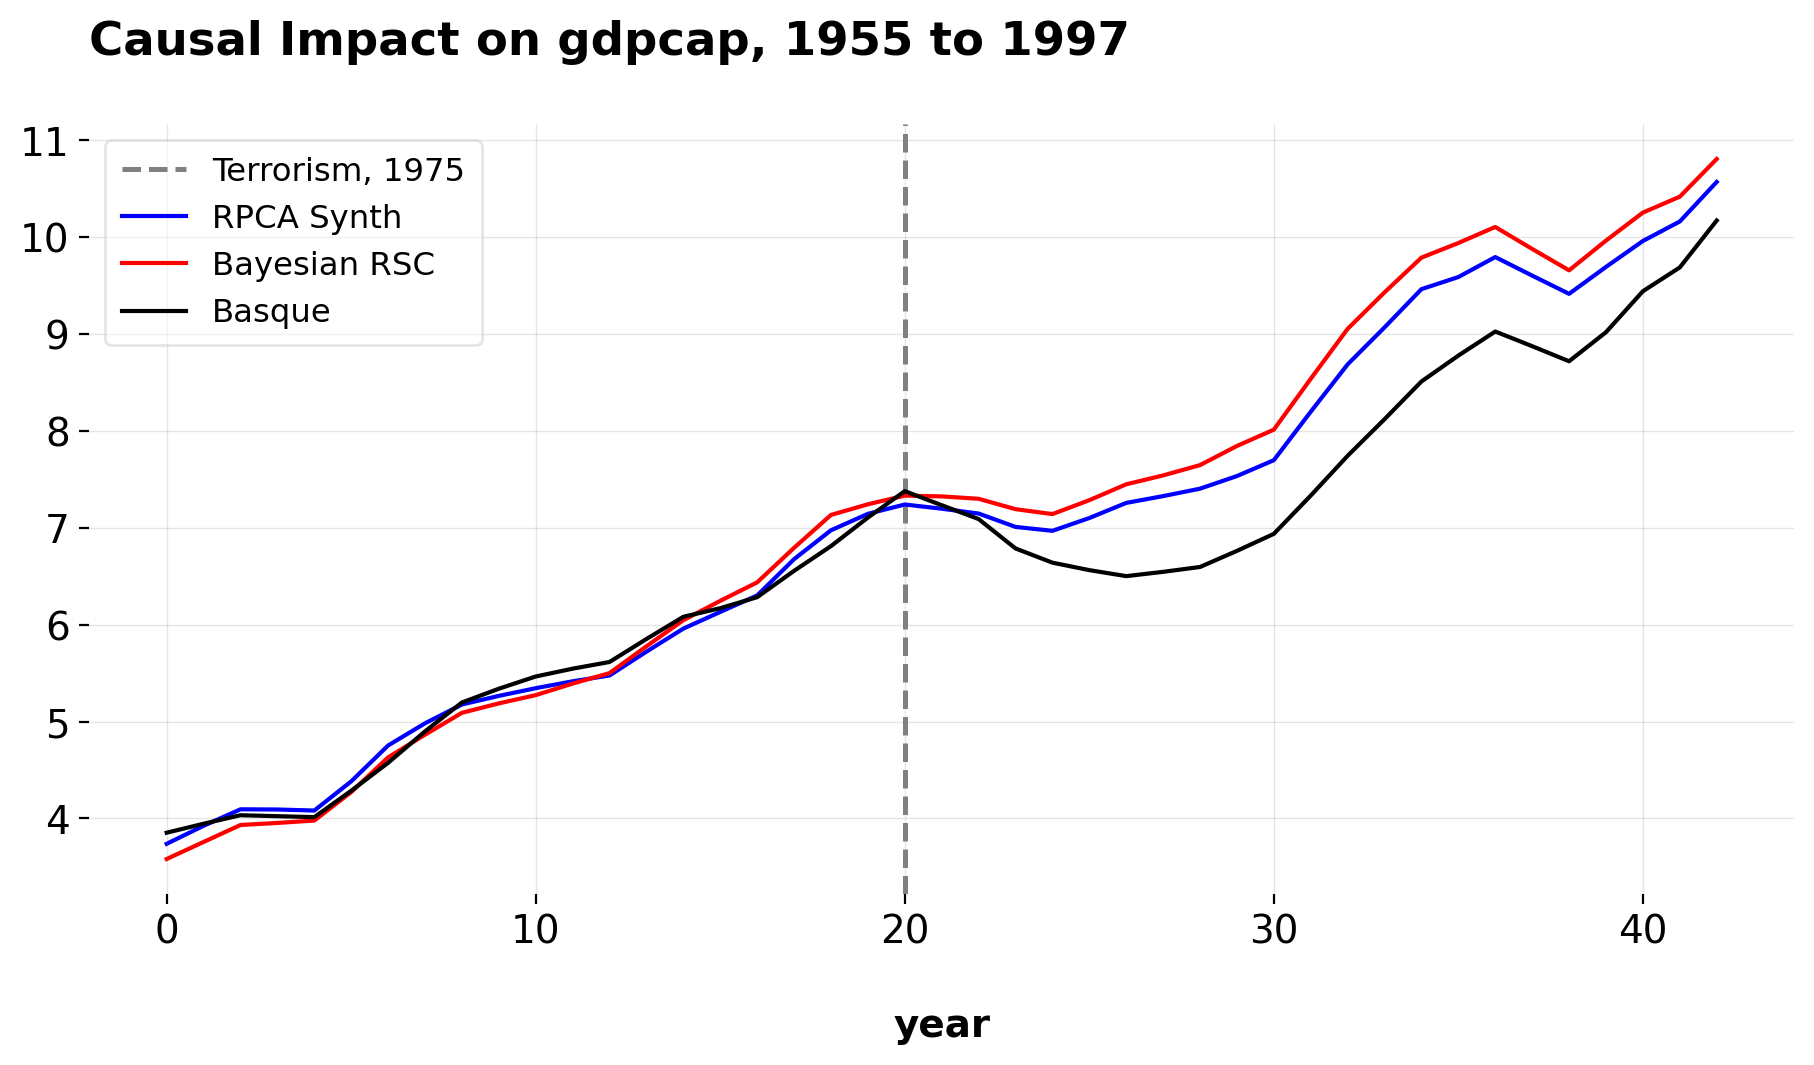 Causal Impact on gdpcap, 1955 to 1997
11
10
9
8
7
6
5
4
Terrorism, 1975
RPCA Synth
Bayesian RSC
Basque
0 10 20 30 40
year